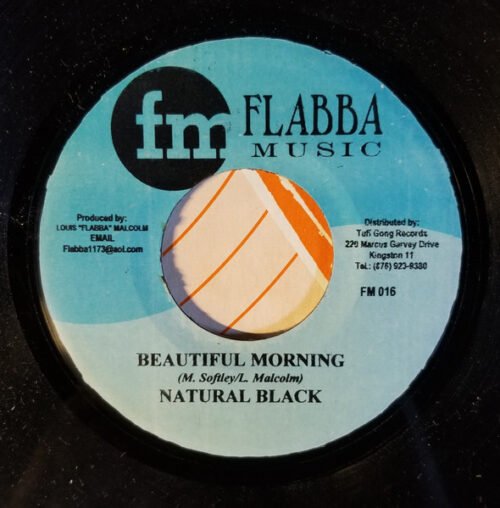 fm FLABBA
MUSIC
Produced by:
LOUIS "FLABBA" MALCOLM
EMAIL
Flabba1173@aol.com
Distributed by:
Tuff Gong Records
220 Marcus Garvey Drive
Kingston 11
Tel.: (876) 923-9380
FM 016
BEAUTIFUL MORNING
(M. Softley/L. Malcolm)
NATURAL BLACK